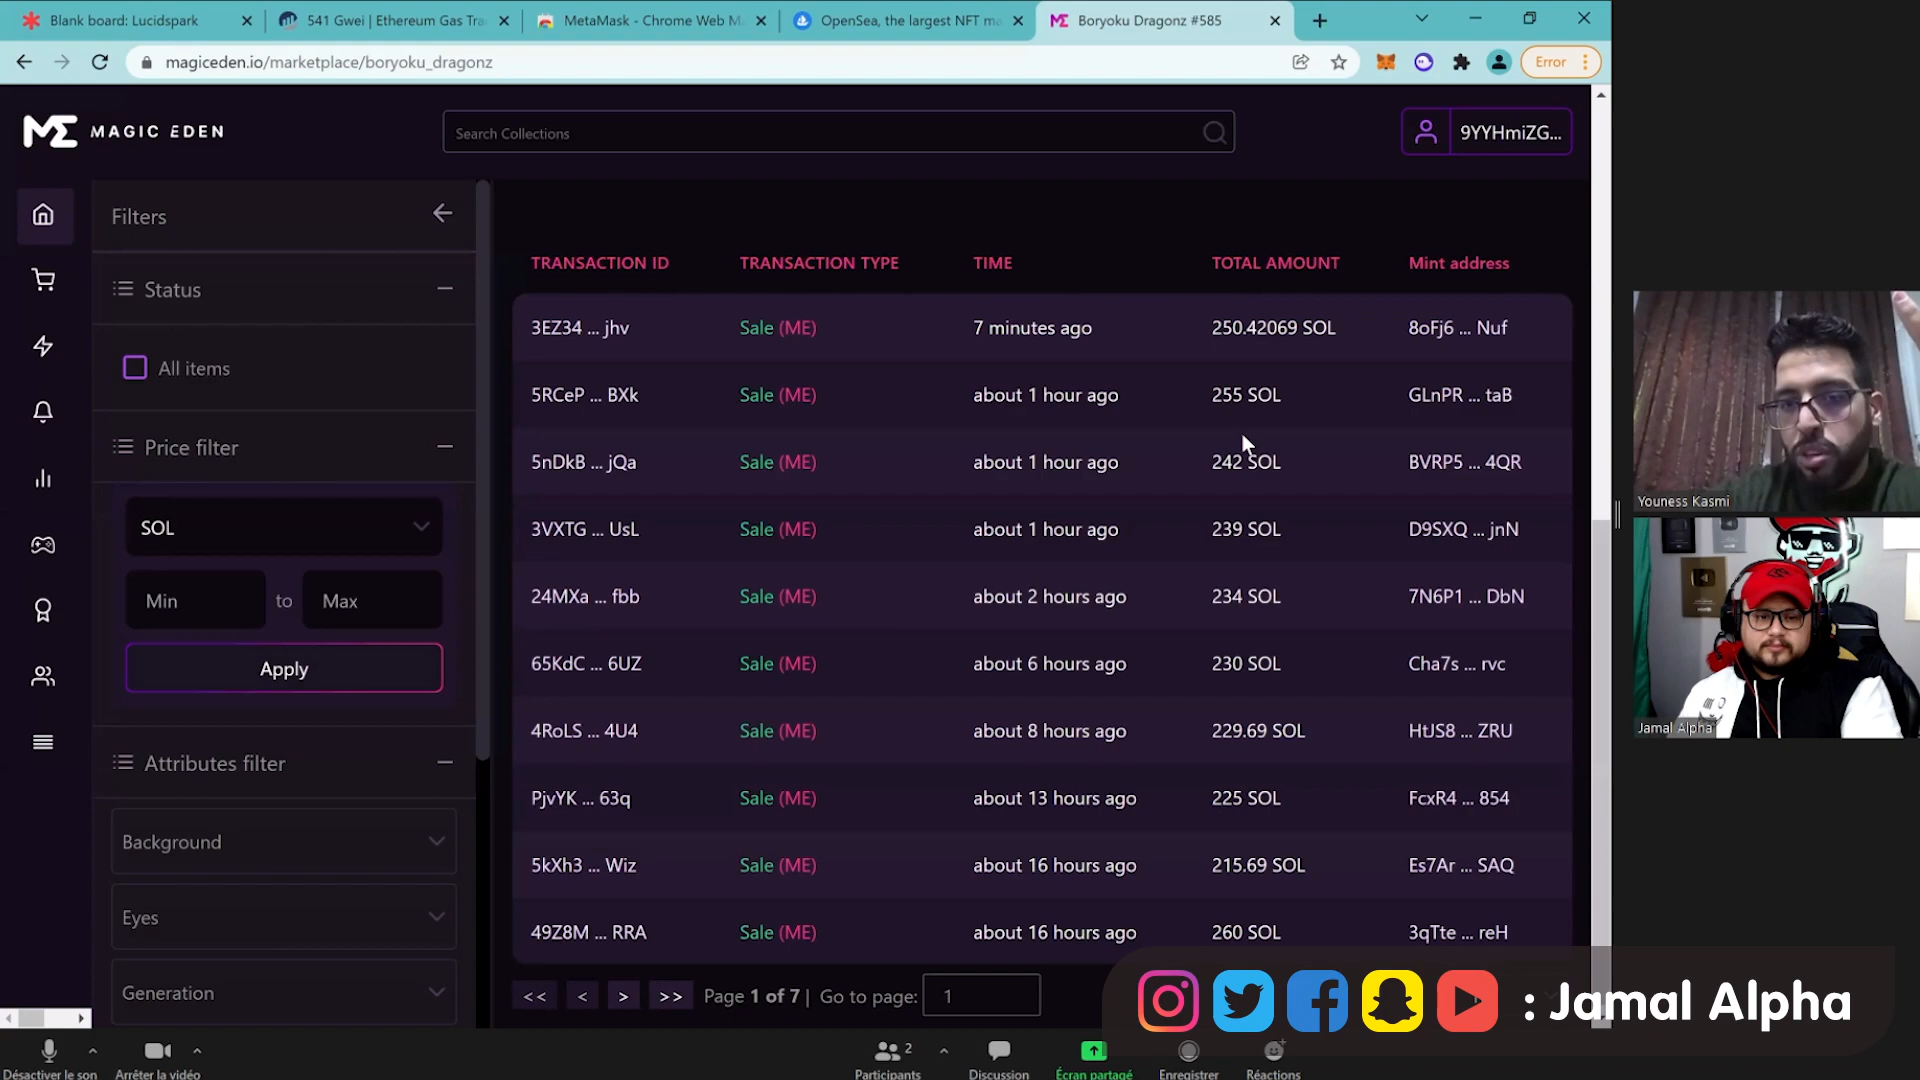 Blank board: Lucidspark
541 Gwei | Ethereum Gas Tra
MetaMask - Chrome Web M
OpenSea, the largest NFT ma
Boryoku Dragonz #585
magiceden.io/marketplace/boryoku_dragonz
Error
MAGIC EDEN
Search Collections
9YYHmiZG...
Filters
Status
All items
Price filter
SOL
Min to Max
Apply
Attributes filter
Background
Eyes
Generation
TRANSACTION ID TRANSACTION TYPE TIME TOTAL AMOUNT Mint address
3EZ34 ... jhv Sale (ME) 7 minutes ago 250.42069 SOL 8oFj6 ... Nuf
5RCeP ... BXk Sale (ME) about 1 hour ago 255 SOL GLnPR ... taB
5nDkB ... jQa Sale (ME) about 1 hour ago 242 SOL BVRP5 ... 4QR
3VXTG ... UsL Sale (ME) about 1 hour ago 239 SOL D9SXQ ... jnN
24MXa ... fbb Sale (ME) about 2 hours ago 234 SOL 7N6P1 ... DbN
65KdC ... 6UZ Sale (ME) about 6 hours ago 230 SOL Cha7s ... rvc
4RoLS ... 4U4 Sale (ME) about 8 hours ago 229.69 SOL HtJS8 ... ZRU
PjvYK ... 63q Sale (ME) about 13 hours ago 225 SOL FcxR4 ... 854
5kXh3 ... Wiz Sale (ME) about 16 hours ago 215.69 SOL Es7Ar ... SAQ
49Z8M ... RRA Sale (ME) about 16 hours ago 260 SOL 3qTte ... reH
<< < > >> Page 1 of 7 | Go to page: 1
Youness Kasmi
Jamal Alpha
: Jamal Alpha
2
Désactiver le son
Arrêter la vidéo
Participants
Discussion
Écran partagé
Enregistrer
Réactions